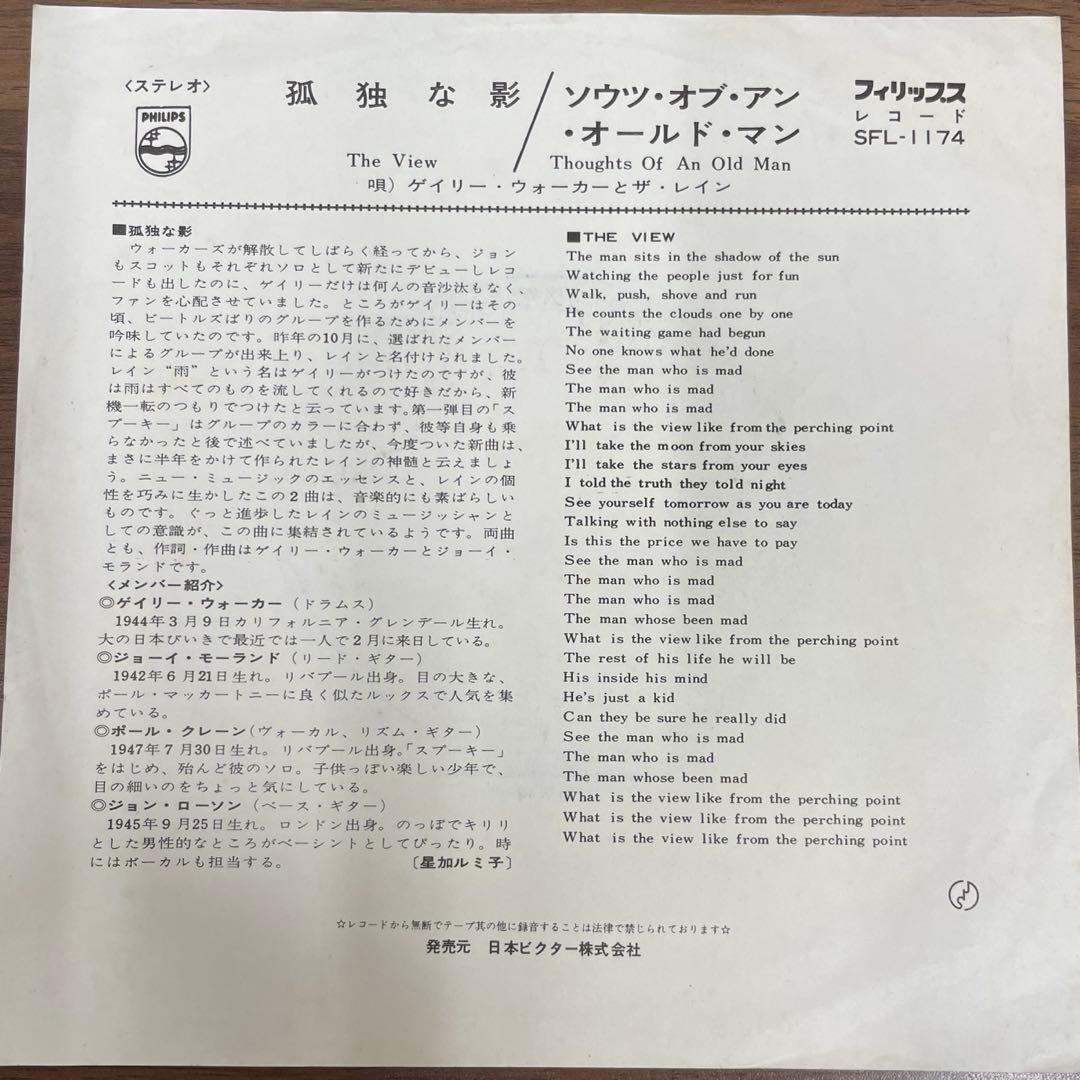 〈ステレオ〉
PHILIPS
孤独な影/ソウツ・オブ・アン
・オールド・マン
The View / Thoughts Of An Old Man
唄)ゲイリー・ウォーカーとザ・レイン
フィリップス
レコード
SFL-1174
■孤独な影
ウォーカーズが解散してしばらく経ってから、ジョン
もスコットもそれぞれソロとして新たにデビューしレコ
ードも出したのに、ゲイリーだけは何んの音沙汰もなく、
ファンを心配させていました。ところがゲイリーはその
頃、ビートルズばりのグループを作るためにメンバーを
吟味していたのです。昨年の10月に、選ばれたメンバー
によるグループが出来上り、レインと名付けられました。
レイン“雨”という名はゲイリーがつけたのですが、彼
は雨はすべてのものを流してくれるので好きだから、新
機一転のつもりでつけたと云っています。第一弾目の「ス
プーキー」はグループのカラーに合わず、彼等自身も乗
らなかったと後で述べていましたが、今度ついた新曲は、
まさに半年をかけて作られたレインの神髄と云えましょ
う。ニュー・ミュージックのエッセンスと、レインの個
性を巧みに生かしたこの2曲は、音楽的にも素ばらしい
ものです。ぐっと進歩したレインのミュージッシャンと
しての意識が、この曲に集結されているようです。両曲
とも、作詞・作曲はゲイリー・ウォーカーとジョーイ・
モランドです。
〈メンバー紹介〉
◎ゲイリー・ウォーカー(ドラムス)
1944年3月9日カリフォルニア・グレンデール生れ。
大の日本びいきで最近では一人で2月に来日している。
◎ジョーイ・モーランド(リード・ギター)
1942年6月21日生れ。リバプール出身。目の大きな、
ポール・マッカートニーに良く似たルックスで人気を集
めている。
◎ポール・クレーン(ヴォーカル、リズム・ギター)
1947年7月30日生れ。リバプール出身。「スプーキー」
をはじめ、殆んど彼のソロ。子供っぽい楽しい少年で、
目の細いのをちょっと気にしている。
◎ジョン・ローソン(ベース・ギター)
1945年9月25日生れ。ロンドン出身。のっぽでキリリ
とした男性的なところがベーシントとしてぴったり。時
にはボーカルも担当する。〔星加ルミ子〕
■THE VIEW
The man sits in the shadow of the sun
Watching the people just for fun
Walk, push, shove and run
He counts the clouds one by one
The waiting game had begun
No one knows what he'd done
See the man who is mad
The man who is mad
The man who is mad
What is the view like from the perching point
I'll take the moon from your skies
I'll take the stars from your eyes
I told the truth they told night
See yourself tomorrow as you are today
Talking with nothing else to say
Is this the price we have to pay
See the man who is mad
The man who is mad
The man who is mad
The man whose been mad
What is the view like from the perching point
The rest of his life he will be
His inside his mind
He's just a kid
Can they be sure he really did
See the man who is mad
The man who is mad
The man whose been mad
What is the view like from the perching point
What is the view like from the perching point
What is the view like from the perching point
☆レコードから無断でテープ其の他に録音することは法律で禁じられております☆
発売元 日本ビクター株式会社